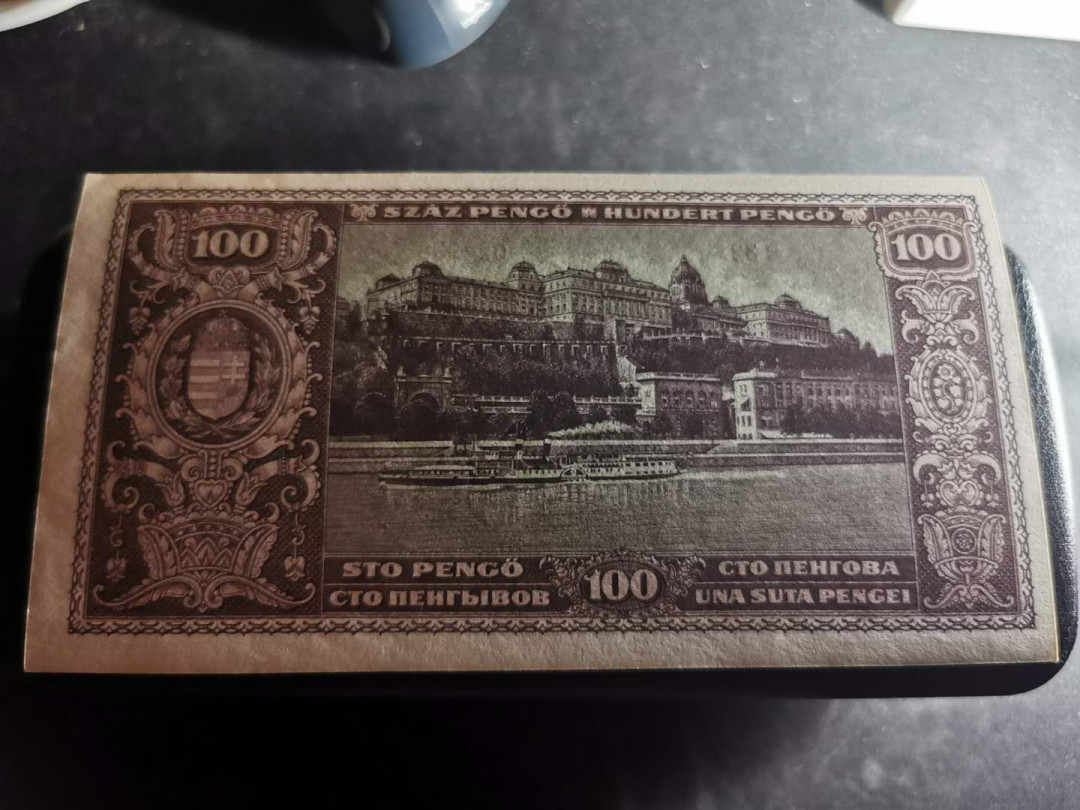 SZÁZ PENGŐ HUNDERT PENGŐ
100
100
STO PENGŐ
СТО ПЕНГОВА
СТО ПЕНГЫВОВ
100
UNA SUTA PENGEI